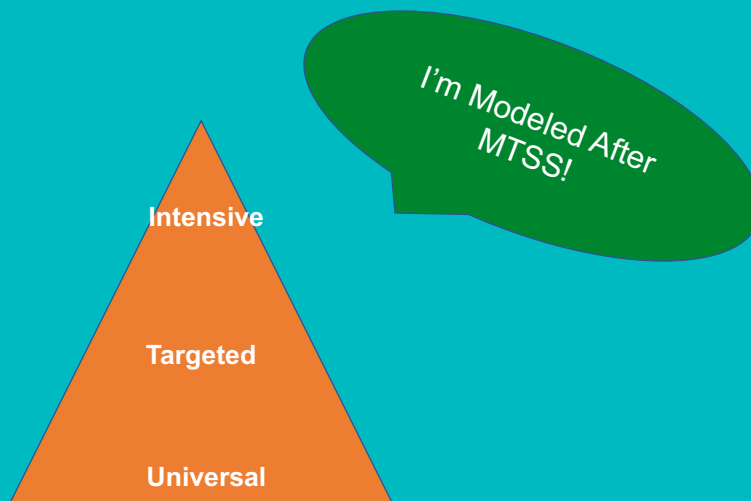 I’m Modeled After
MTSS!
Intensive
Targeted
Universal